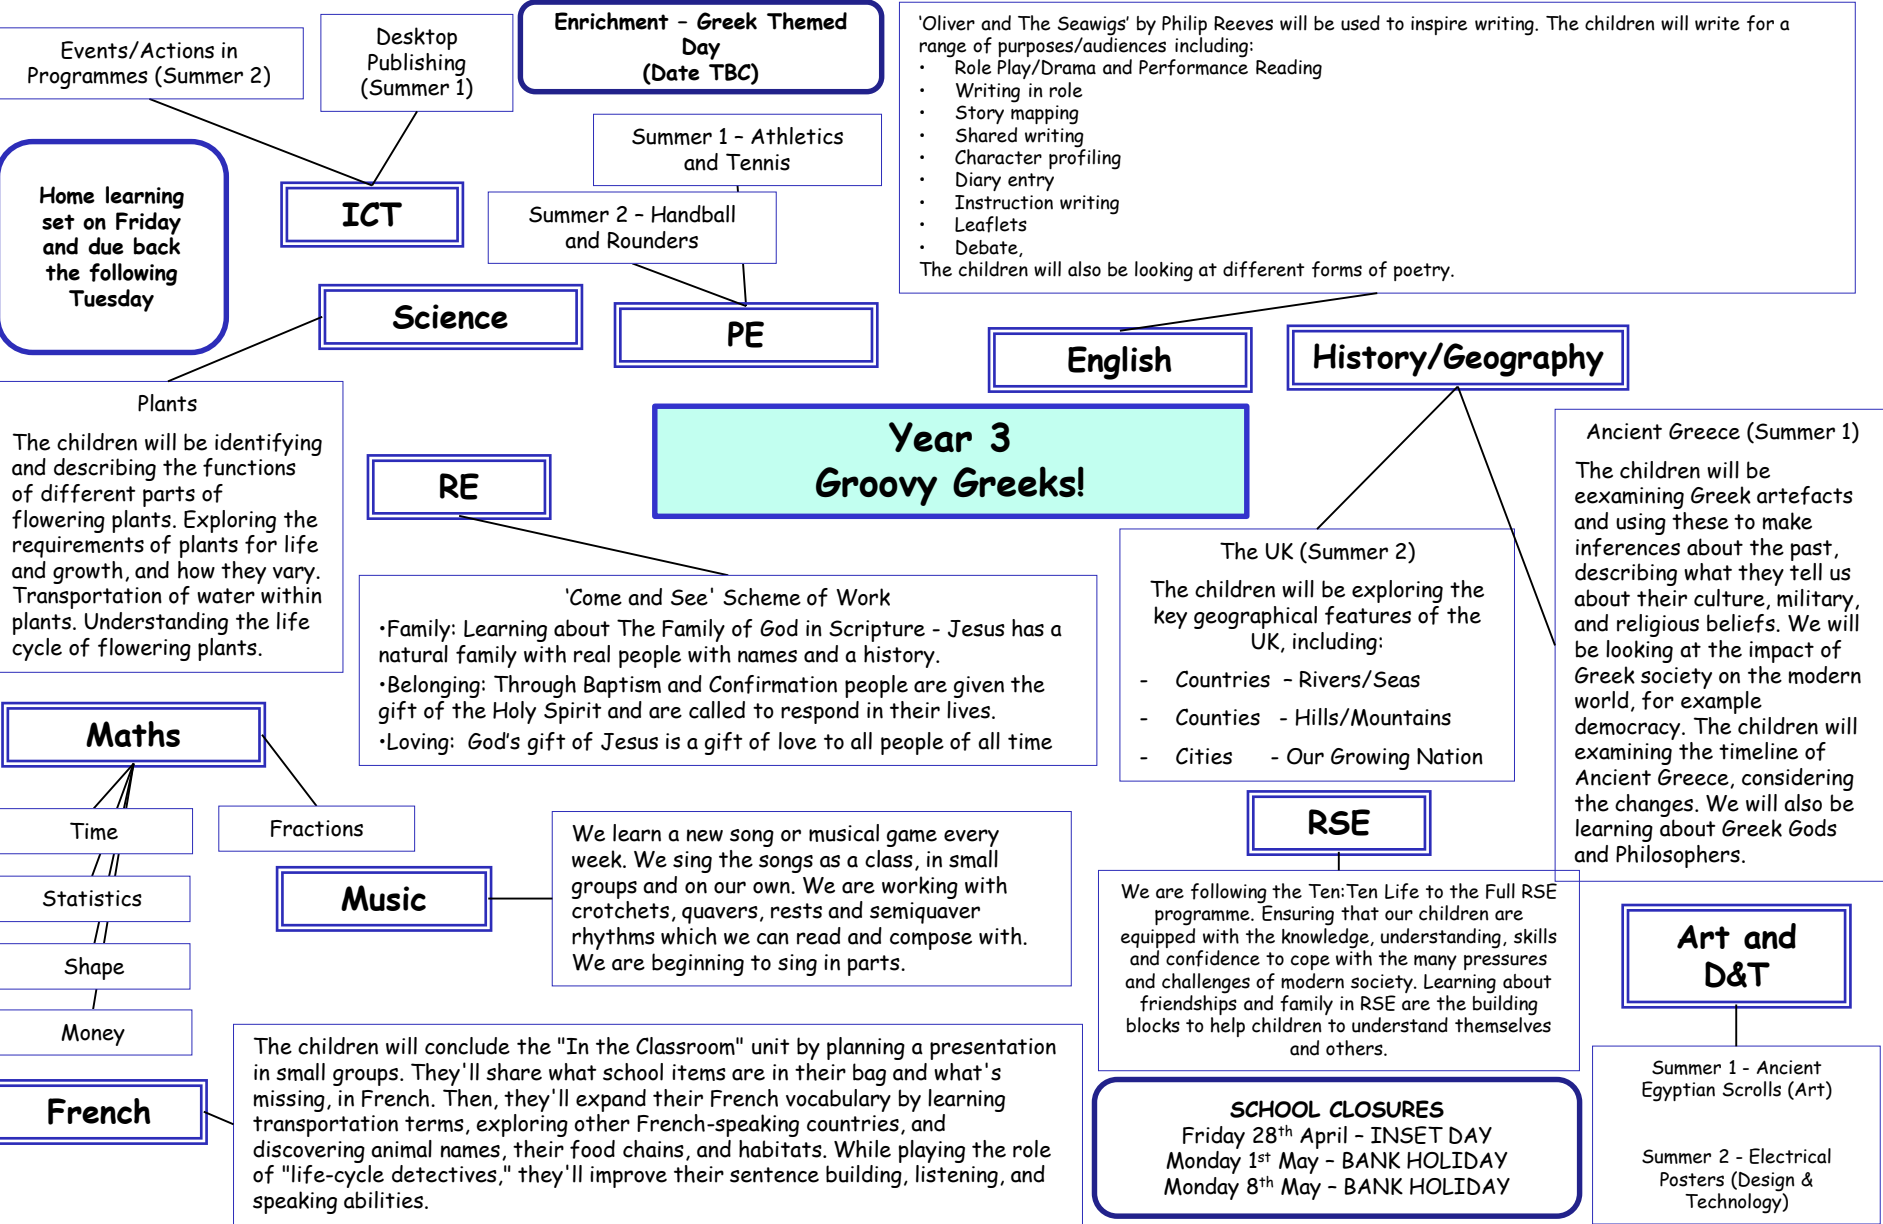 Events/Actions in
Programmes (Summer 2)
Desktop
Publishing
(Summer 1)
Enrichment – Greek Themed
Day
(Date TBC)
'Oliver and The Seawigs' by Philip Reeves will be used to inspire writing. The children will write for a
range of purposes/audiences including:
• Role Play/Drama and Performance Reading
• Writing in role
• Story mapping
• Shared writing
• Character profiling
• Diary entry
• Instruction writing
• Leaflets
• Debate,
The children will also be looking at different forms of poetry.
Home learning
set on Friday
and due back
the following
Tuesday
ICT
Summer 1 – Athletics
and Tennis
Summer 2 – Handball
and Rounders
Science
PE
English
History/Geography
Year 3
Groovy Greeks!
Plants
The children will be identifying
and describing the functions
of different parts of
flowering plants. Exploring the
requirements of plants for life
and growth, and how they vary.
Transportation of water within
plants. Understanding the life
cycle of flowering plants.
RE
'Come and See' Scheme of Work
•Family: Learning about The Family of God in Scripture - Jesus has a
natural family with real people with names and a history.
•Belonging: Through Baptism and Confirmation people are given the
gift of the Holy Spirit and are called to respond in their lives.
•Loving: God's gift of Jesus is a gift of love to all people of all time
The UK (Summer 2)
The children will be exploring the
key geographical features of the
UK, including:
- Countries – Rivers/Seas
- Counties - Hills/Mountains
- Cities - Our Growing Nation
Ancient Greece (Summer 1)
The children will be
eexamining Greek artefacts
and using these to make
inferences about the past,
describing what they tell us
about their culture, military,
and religious beliefs. We will
be looking at the impact of
Greek society on the modern
world, for example
democracy. The children will
examining the timeline of
Ancient Greece, considering
the changes. We will also be
learning about Greek Gods
and Philosophers.
Maths
Time
Statistics
Shape
Money
Fractions
Music
We learn a new song or musical game every
week. We sing the songs as a class, in small
groups and on our own. We are working with
crotchets, quavers, rests and semiquaver
rhythms which we can read and compose with.
We are beginning to sing in parts.
RSE
We are following the Ten:Ten Life to the Full RSE
programme. Ensuring that our children are
equipped with the knowledge, understanding, skills
and confidence to cope with the many pressures
and challenges of modern society. Learning about
friendships and family in RSE are the building
blocks to help children to understand themselves
and others.
Art and
D&T
Summer 1 - Ancient
Egyptian Scrolls (Art)
Summer 2 - Electrical
Posters (Design &
Technology)
French
The children will conclude the "In the Classroom" unit by planning a presentation
in small groups. They'll share what school items are in their bag and what's
missing, in French. Then, they'll expand their French vocabulary by learning
transportation terms, exploring other French-speaking countries, and
discovering animal names, their food chains, and habitats. While playing the role
of "life-cycle detectives," they'll improve their sentence building, listening, and
speaking abilities.
SCHOOL CLOSURES
Friday 28th April – INSET DAY
Monday 1st May – BANK HOLIDAY
Monday 8th May – BANK HOLIDAY